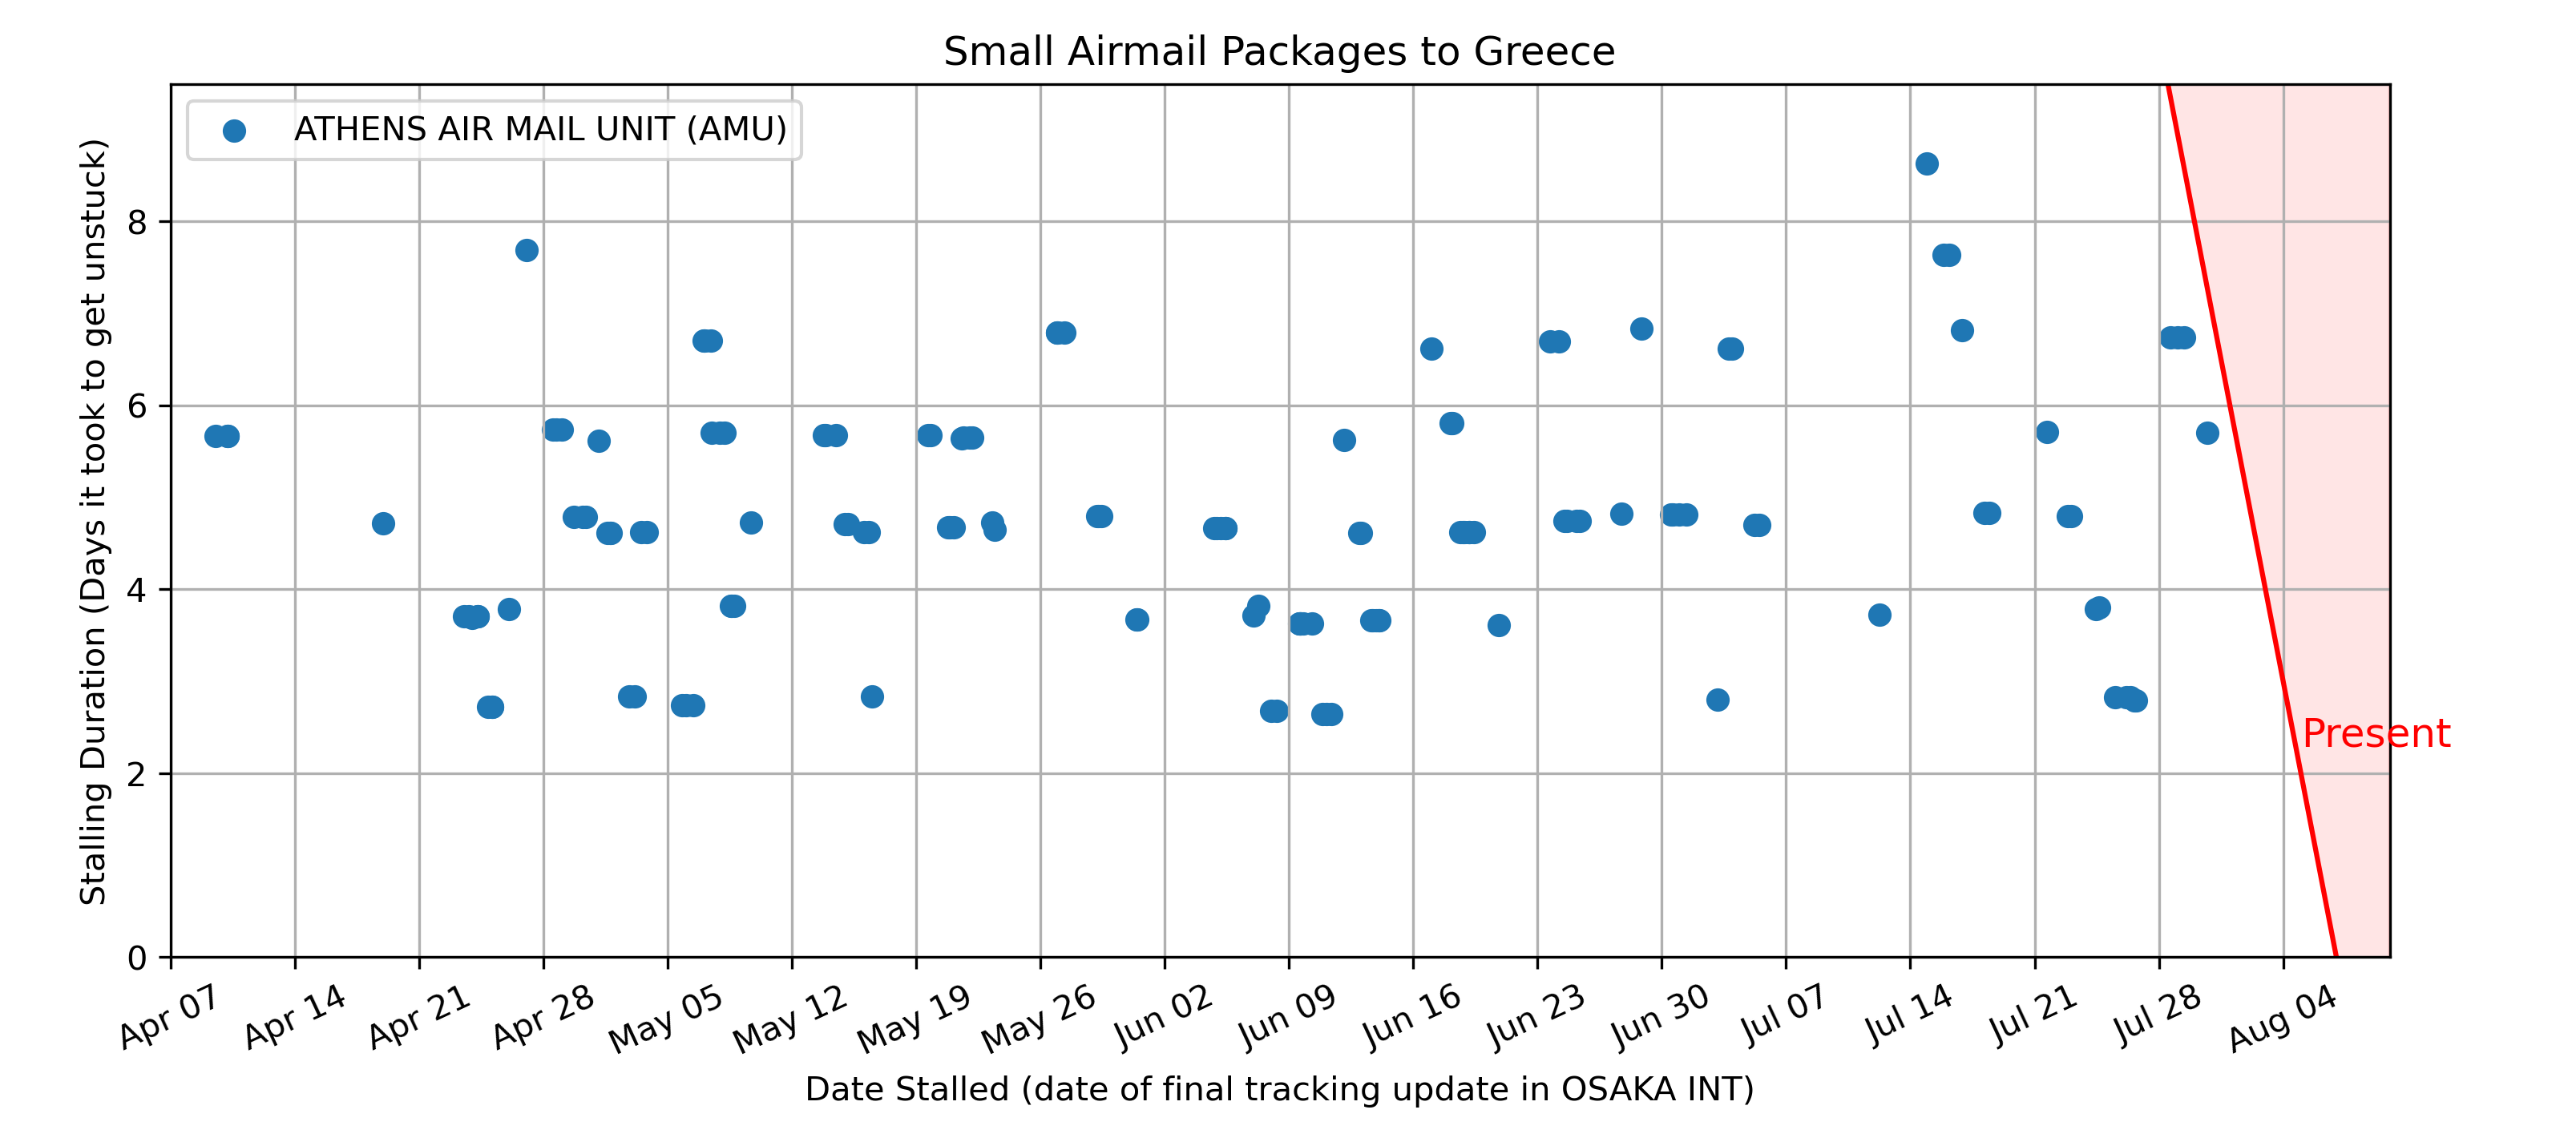 Small Airmail Packages to Greece
ATHENS AIR MAIL UNIT (AMU)
Stalling Duration (Days it took to get unstuck)
8
6
4
2
0
Present
Apr 07
Apr 14
Apr 21
Apr 28
May 05
May 12
May 19
May 26
Jun 02
Jun 09
Jun 16
Jun 23
Jun 30
Jul 07
Jul 14
Jul 21
Jul 28
Aug 04
Date Stalled (date of final tracking update in OSAKA INT)